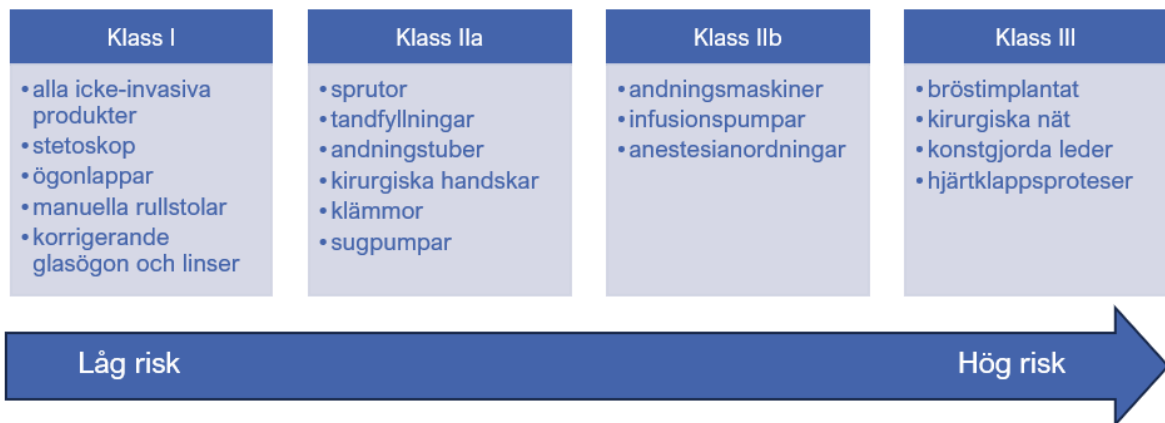 Klass I
• alla icke-invasiva
produkter
• stetoskop
• ögonlappar
• manuella rullstolar
• korrigerande
glasögon och linser
Klass IIa
• sprutor
• tandfyllningar
• andningstuber
• kirurgiska handskar
• klämmor
• sugpumpar
Klass IIb
• andningsmaskiner
• infusionspumpar
• anestesianordningar
Klass III
• bröstimplantat
• kirurgiska nät
• konstgjorda leder
• hjärtklappsproteser
Låg risk
Hög risk